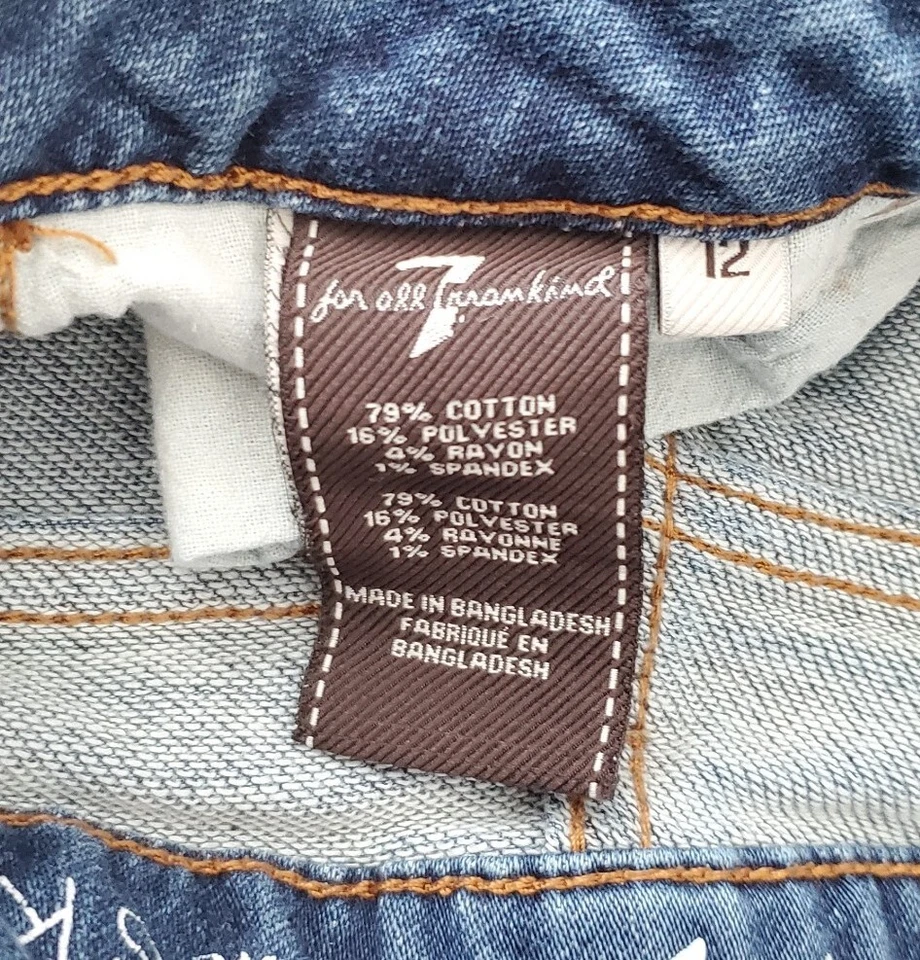 7
for all mankind
12
79% COTTON
16% POLYESTER
4% RAYON
1% SPANDEX
79% COTTON
16% POLYESTER
4% RAYONNE
1% SPANDEX
MADE IN BANGLADESH
FABRIQUÉ EN
BANGLADESH